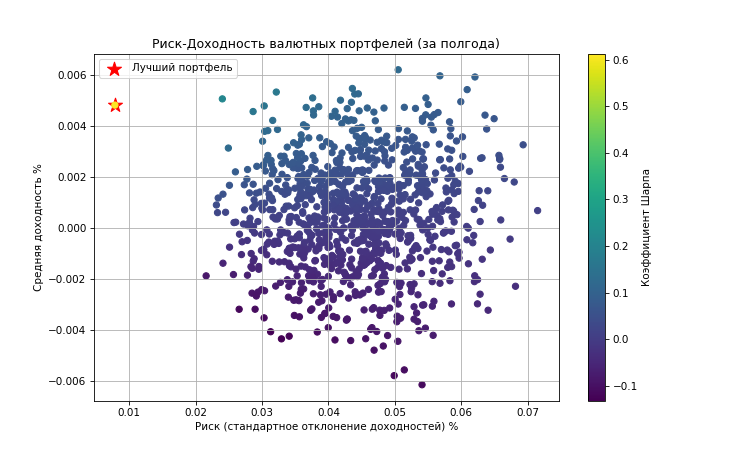 Риск-Доходность валютных портфелей (за полгода)
Лучший портфель
Средняя доходность %
0.006
0.004
0.002
0.000
−0.002
−0.004
−0.006
0.01 0.02 0.03 0.04 0.05 0.06 0.07
Риск (стандартное отклонение доходностей) %
0.6
0.5
0.4
0.3
0.2
0.1
0.0
−0.1
Коэффициент Шарпа